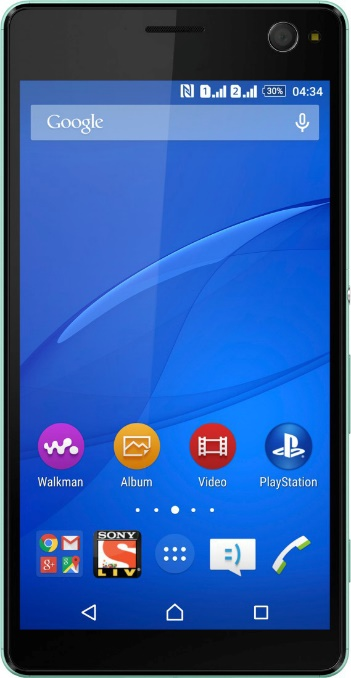 1 2 30% 04:34
Google
Walkman
Album
Video
PlayStation
SONY
LIV